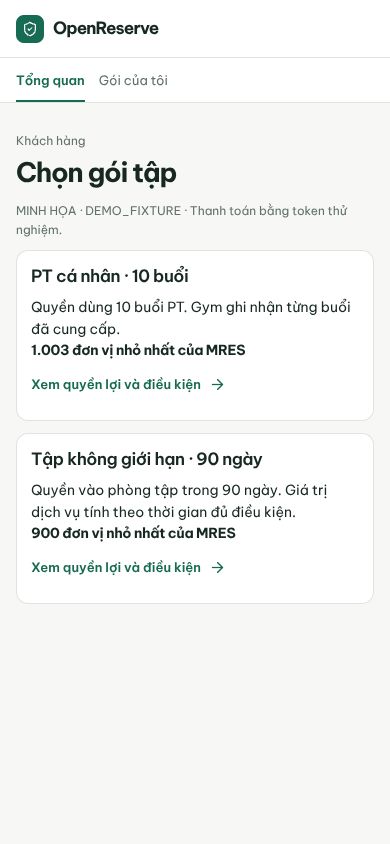 OpenReserve
Tổng quan
Gói của tôi
Khách hàng
Chọn gói tập
MINH HỌA · DEMO_FIXTURE · Thanh toán bằng token thử
nghiệm.
PT cá nhân · 10 buổi
Quyền dùng 10 buổi PT. Gym ghi nhận từng buổi
đã cung cấp.
1.003 đơn vị nhỏ nhất của MRES
Xem quyền lợi và điều kiện →
Tập không giới hạn · 90 ngày
Quyền vào phòng tập trong 90 ngày. Giá trị
dịch vụ tính theo thời gian đủ điều kiện.
900 đơn vị nhỏ nhất của MRES
Xem quyền lợi và điều kiện →